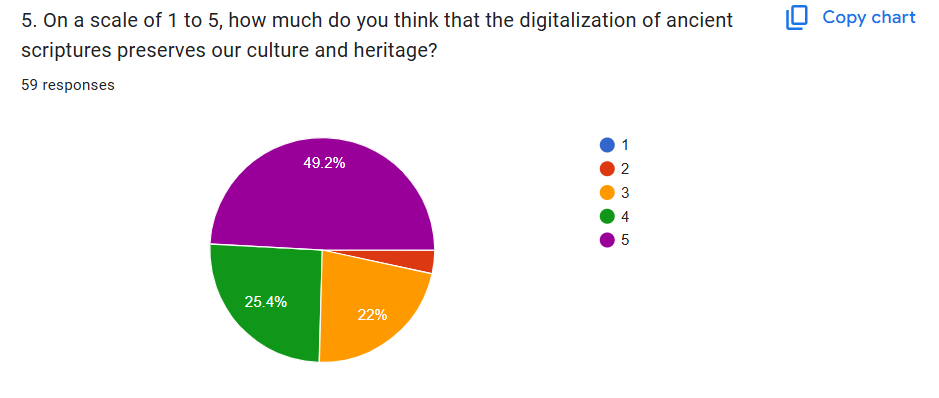 5. On a scale of 1 to 5, how much do you think that the digitalization of ancient
scriptures preserves our culture and heritage?
Copy chart
59 responses
49.2%
25.4%
22%
1
2
3
4
5